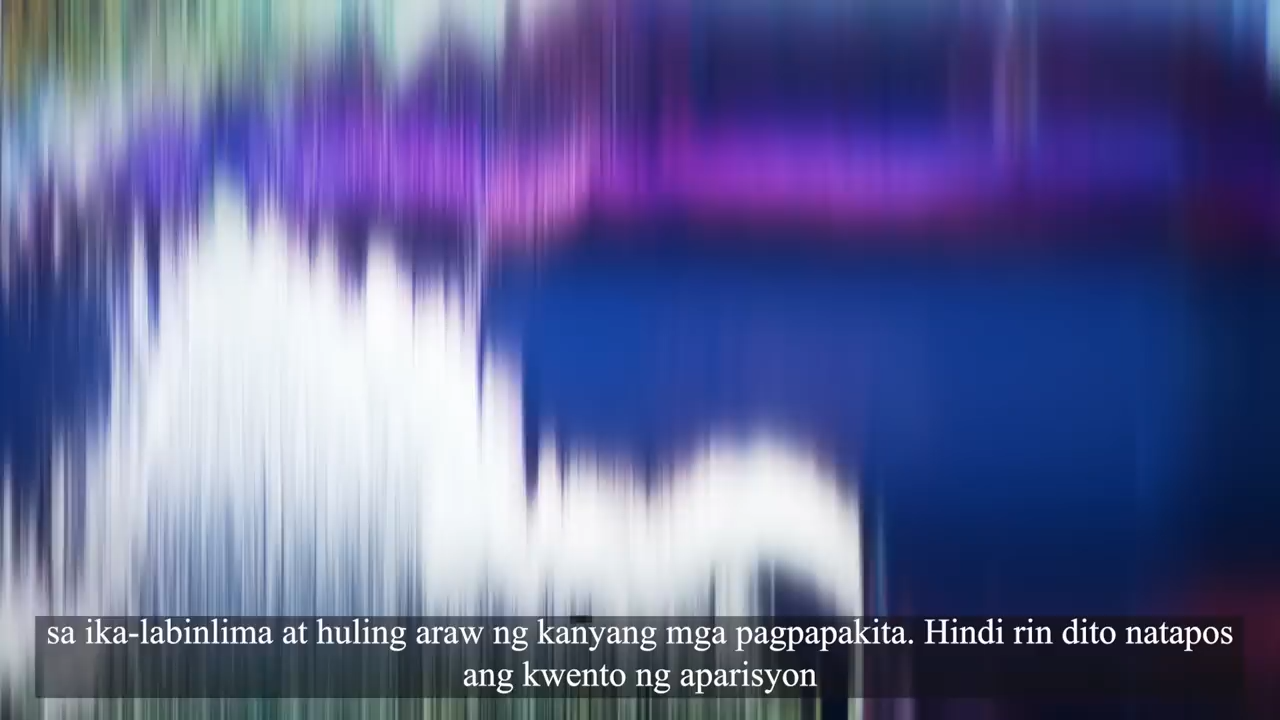 sa ika-labinlima at huling araw ng kanyang mga pagpapakita. Hindi rin dito natapos
ang kwento ng aparisyon